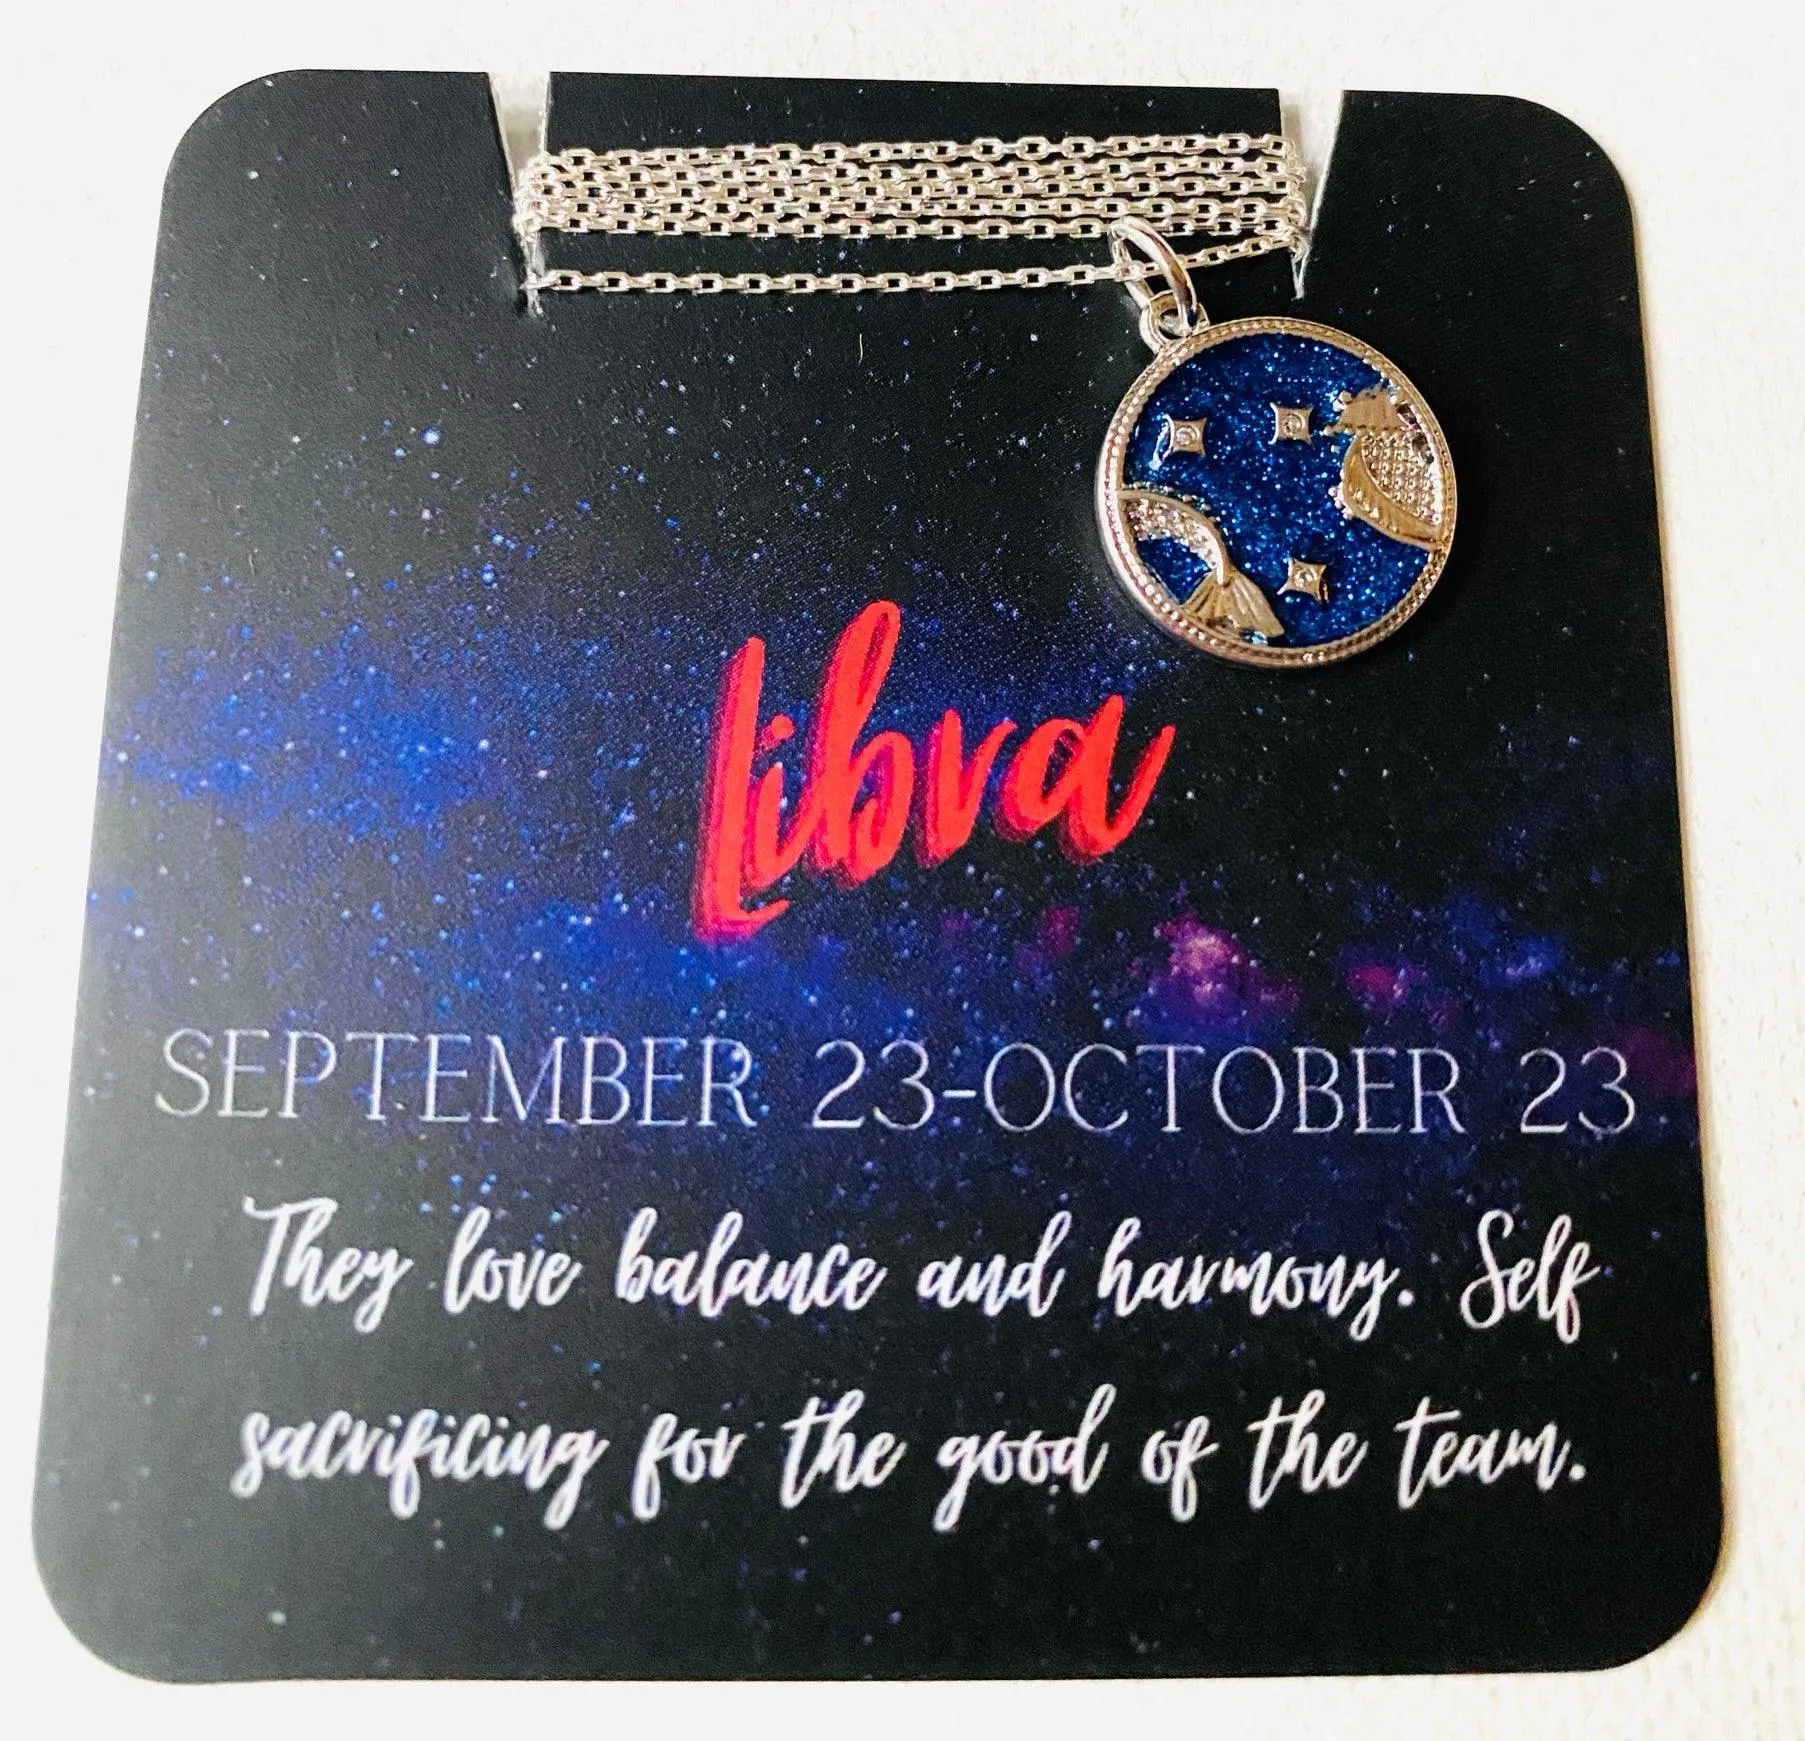 Libra
SEPTEMBER 23-OCTOBER 23
They love balance and harmony. Self
sacrificing for the good of the team.